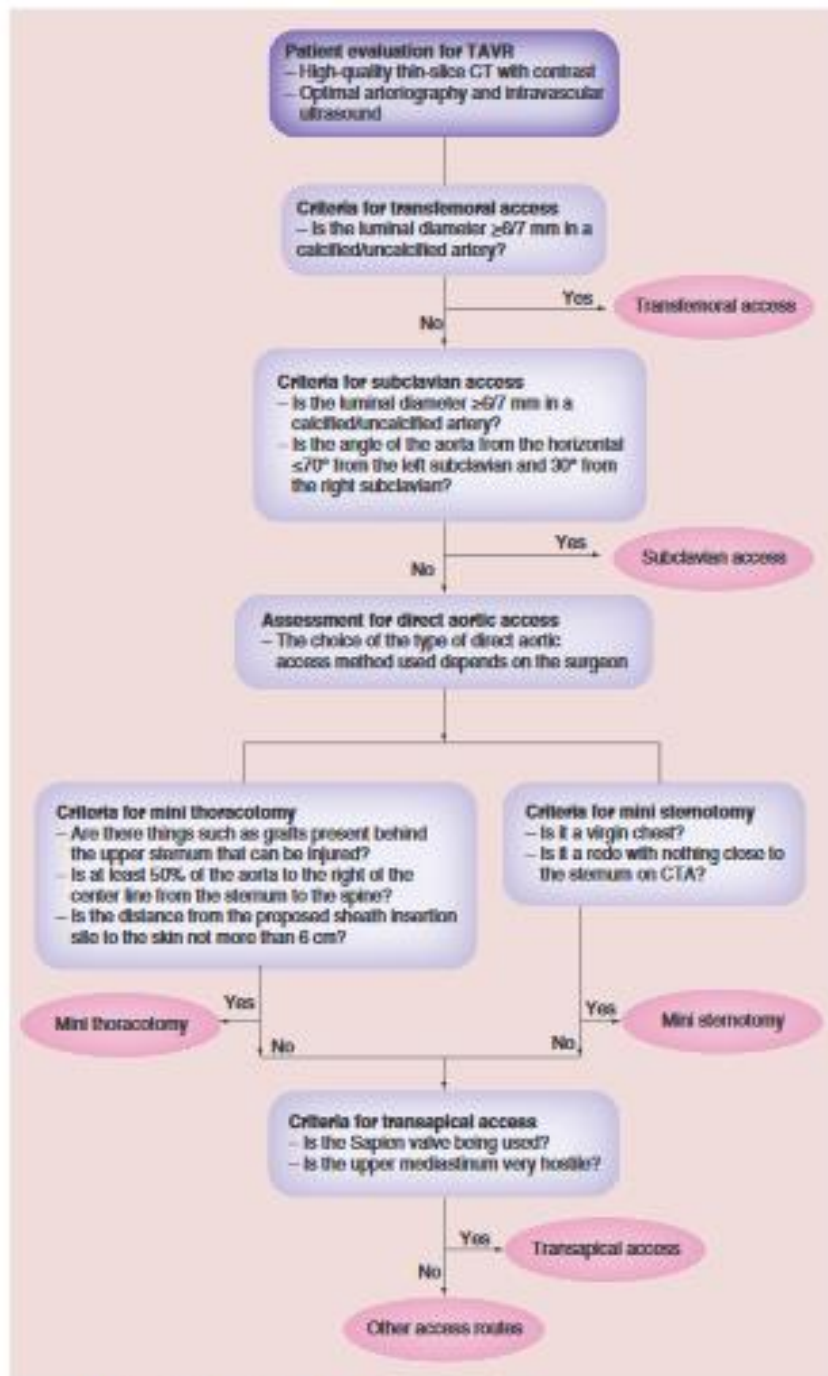 Patient evaluation for TAVR
– High-quality thin-slice CT with contrast
– Optimal arteriography and intravascular
ultrasound
Criteria for transfemoral access
– Is the luminal diameter ≥6/7 mm in a
calcified/uncalcified artery?
Yes
Transfemoral access
No
Criteria for subclavian access
– Is the luminal diameter ≥6/7 mm in a
calcified/uncalcified artery?
– Is the angle of the aorta from the horizontal
≤70° from the left subclavian and 30° from
the right subclavian?
Yes
Subclavian access
No
Assessment for direct aortic access
– The choice of the type of direct aortic
access method used depends on the surgeon
Criteria for mini thoracotomy
– Are there things such as grafts present behind
the upper sternum that can be injured?
– Is at least 50% of the aorta to the right of the
center line from the sternum to the spine?
– Is the distance from the proposed sheath insertion
site to the skin not more than 6 cm?
Criteria for mini sternotomy
– Is it a virgin chest?
– Is it a redo with nothing close to
the sternum on CTA?
Yes
Mini thoracotomy
No
Yes
Mini sternotomy
No
Criteria for transapical access
– Is the Sapien valve being used?
– Is the upper mediastinum very hostile?
Yes
Transapical access
No
Other access routes